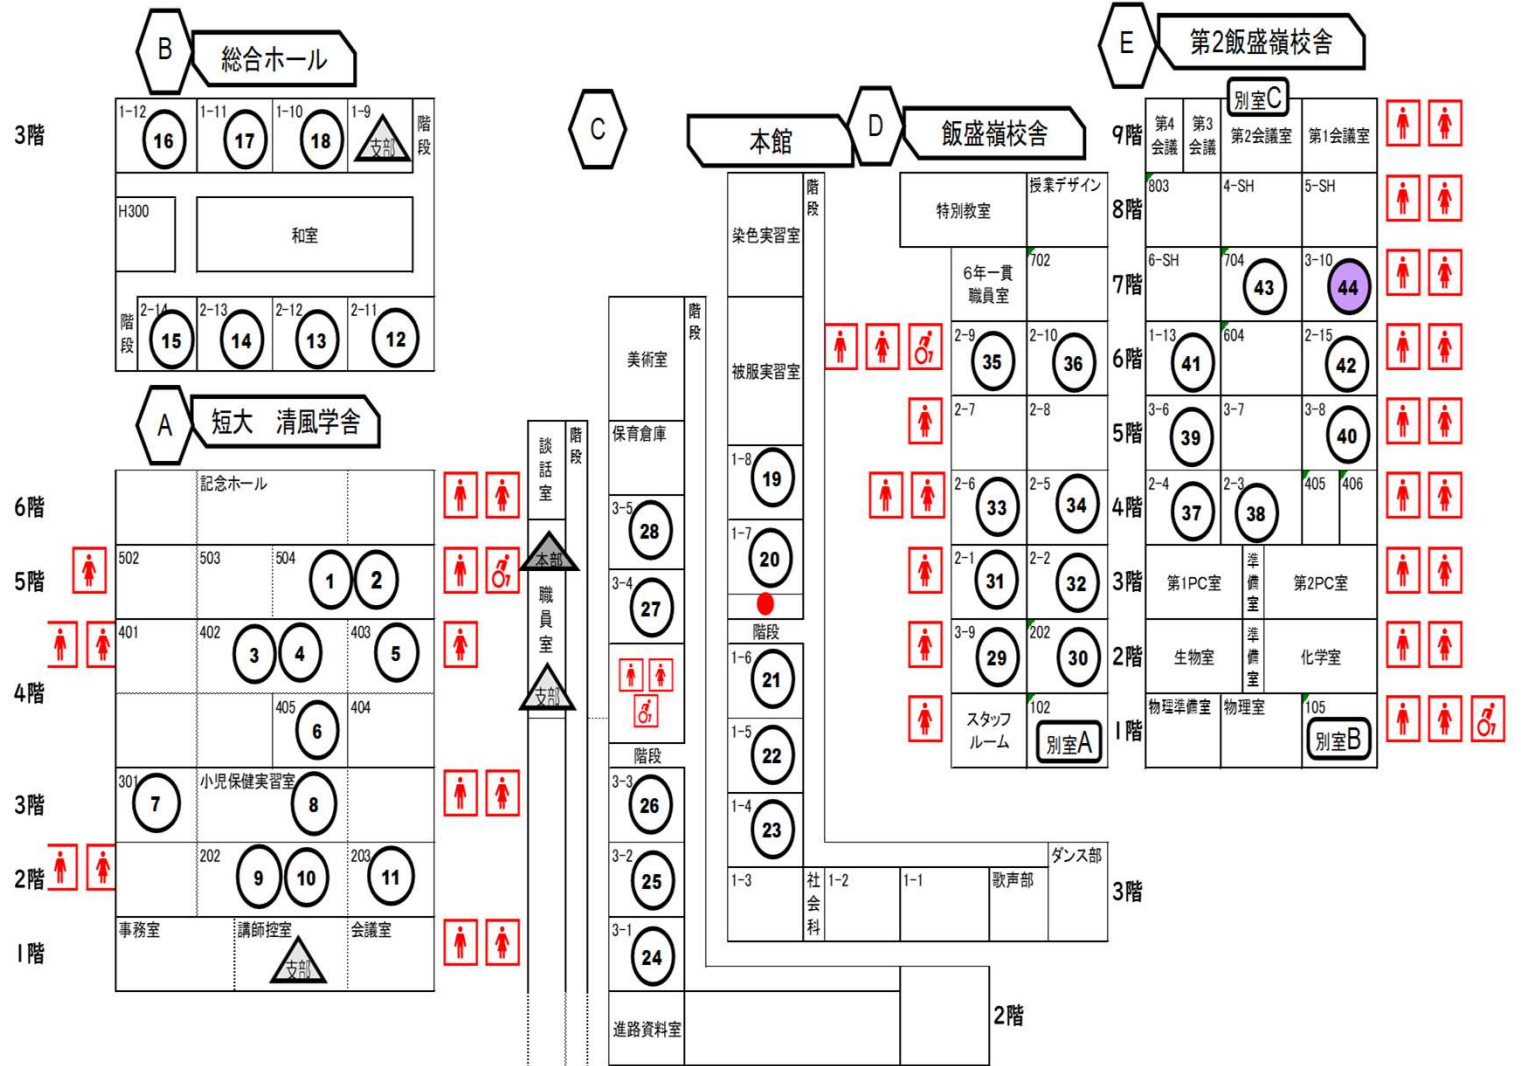 B
総合ホール
3階
1-12
16
1-11
17
1-10
18
1-9
支部
階段
H300
和室
階段
2-14
15
2-13
14
2-12
13
2-11
12
A
短大　清風学舎
6階
記念ホール
5階
502
503
504
1
2
4階
401
402
3
4
403
5
405
6
404
3階
301
7
小児保健実習室
8
2階
202
9
10
203
11
1階
事務室
講師控室
支部
会議室
C
本館
談話室
階段
本部
職員室
支部
美術室
階段
保育倉庫
3-5
28
3-4
27
階段
3-3
26
3-2
25
3-1
24
進路資料室
2階
染色実習室
階段
被服実習室
1-8
19
1-7
20
階段
1-6
21
1-5
22
1-4
23
1-3
社会科
1-2
1-1
歌声部
ダンス部
3階
D
飯盛嶺校舎
特別教室
授業デザイン
6年一貫
職員室
702
2-9
35
2-10
36
2-7
2-8
2-6
33
2-5
34
2-1
31
2-2
32
3-9
29
202
30
スタッフ
ルーム
102
別室A
E
第2飯盛嶺校舎
別室C
9階
第4
会議
第3
会議
第2会議室
第1会議室
8階
803
4-SH
5-SH
7階
6-SH
704
43
3-10
44
6階
1-13
41
604
2-15
42
5階
3-6
39
3-7
3-8
40
4階
2-4
37
2-3
38
405
406
3階
第1PC室
準備室
第2PC室
2階
生物室
準備室
化学室
1階
物理準備室
物理室
105
別室B